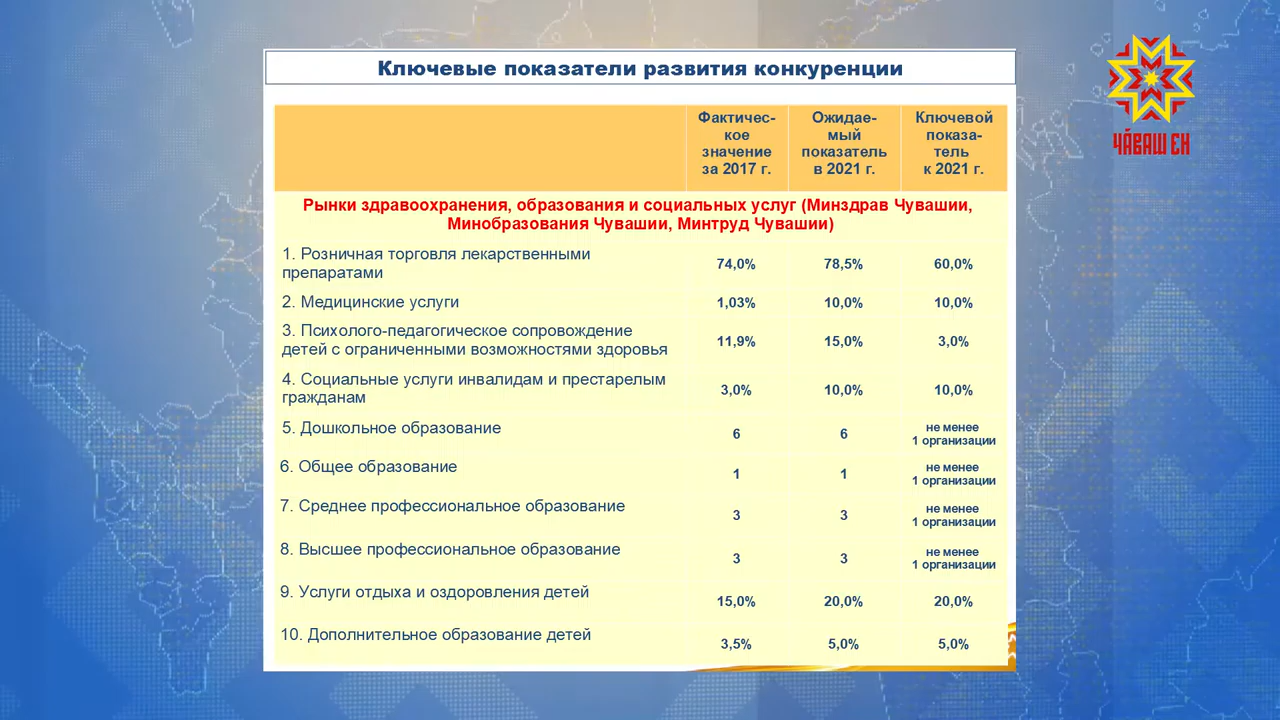 Ключевые показатели развития конкуренции
ЧӐВАШ ЕН
Фактичес-
кое
значение
за 2017 г.
Ожидае-
мый
показатель
в 2021 г.
Ключевой
показа-
тель
к 2021 г.
Рынки здравоохранения, образования и социальных услуг (Минздрав Чувашии,
Минобразования Чувашии, Минтруд Чувашии)
1. Розничная торговля лекарственными
препаратами
74,0%
78,5%
60,0%
2. Медицинские услуги
1,03%
10,0%
10,0%
3. Психолого-педагогическое сопровождение
детей с ограниченными возможностями здоровья
11,9%
15,0%
3,0%
4. Социальные услуги инвалидам и престарелым
гражданам
3,0%
10,0%
10,0%
5. Дошкольное образование
6
6
не менее
1 организации
6. Общее образование
1
1
не менее
1 организации
7. Среднее профессиональное образование
3
3
не менее
1 организации
8. Высшее профессиональное образование
3
3
не менее
1 организации
9. Услуги отдыха и оздоровления детей
15,0%
20,0%
20,0%
10. Дополнительное образование детей
3,5%
5,0%
5,0%